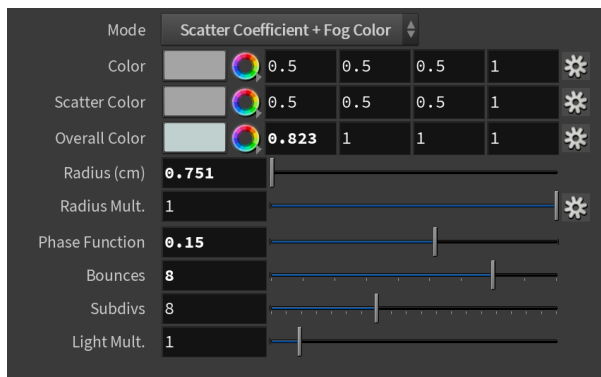 Mode Scatter Coefficient + Fog Color
Color 0.5 0.5 0.5 1
Scatter Color 0.5 0.5 0.5 1
Overall Color 0.823 1 1 1
Radius (cm) 0.751
Radius Mult. 1
Phase Function 0.15
Bounces 8
Subdivs 8
Light Mult. 1